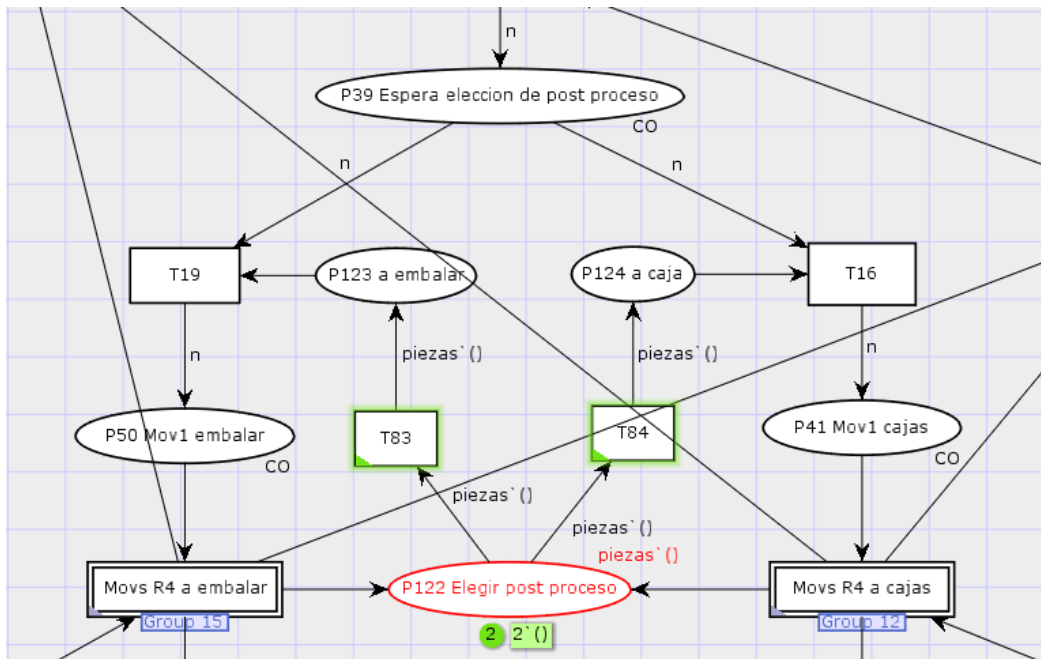 n
P39 Espera eleccion de post proceso
CO
n
n
T19
P123 a embalar
P124 a caja
T16
n
piezas`()
piezas`()
n
P50 Mov1 embalar
CO
T83
T84
P41 Mov1 cajas
CO
piezas`()
piezas`()
piezas`()
Movs R4 a embalar
P122 Elegir post proceso
Movs R4 a cajas
Group 15
Group 12
2
2`()